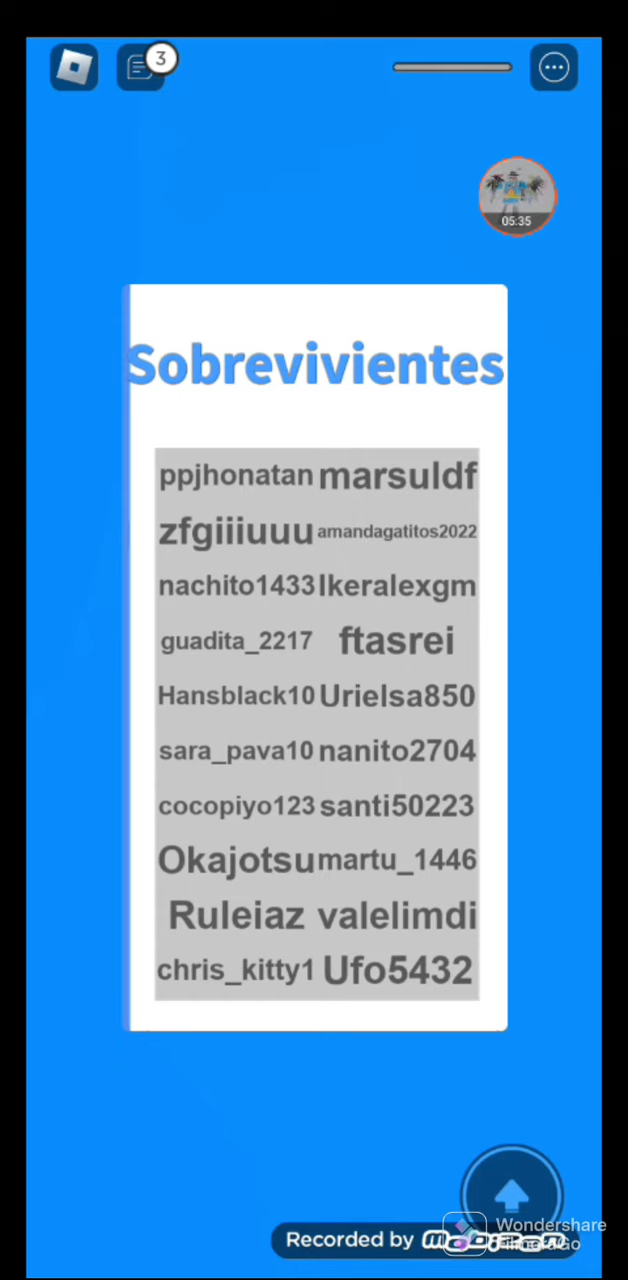 3
05:35
Sobrevivientes
ppjhonatan marsuldf
zfgiiiuuu amandagatitos2022
nachito1433 lkeralexgm
guadita_2217 ftasrei
Hansblack10 Urielsa850
sara_pava10 nanito2704
cocopiyo123 santi50223
Okajotsu martu_1446
Ruleiaz valelimdi
chris_kitty1 Ufo5432
Wondershare
Recorded by